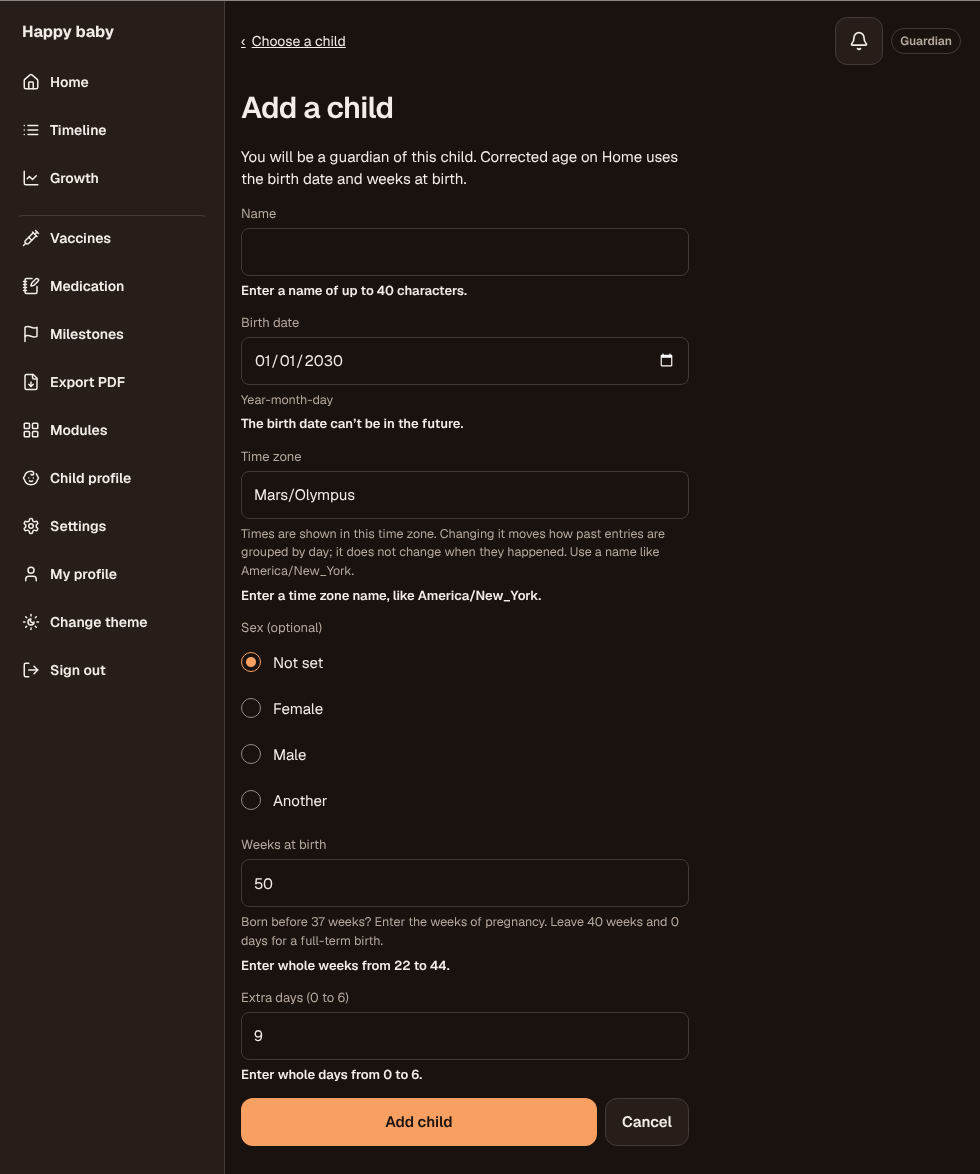 Happy baby
Home
Timeline
Growth
Vaccines
Medication
Milestones
Export PDF
Modules
Child profile
Settings
My profile
Change theme
Sign out
‹ Choose a child
Guardian
Add a child
You will be a guardian of this child. Corrected age on Home uses
the birth date and weeks at birth.
Name
Enter a name of up to 40 characters.
Birth date
01/01/2030
Year-month-day
The birth date can’t be in the future.
Time zone
Mars/Olympus
Times are shown in this time zone. Changing it moves how past entries are
grouped by day; it does not change when they happened. Use a name like
America/New_York.
Enter a time zone name, like America/New_York.
Sex (optional)
Not set
Female
Male
Another
Weeks at birth
50
Born before 37 weeks? Enter the weeks of pregnancy. Leave 40 weeks and 0
days for a full-term birth.
Enter whole weeks from 22 to 44.
Extra days (0 to 6)
9
Enter whole days from 0 to 6.
Add child
Cancel